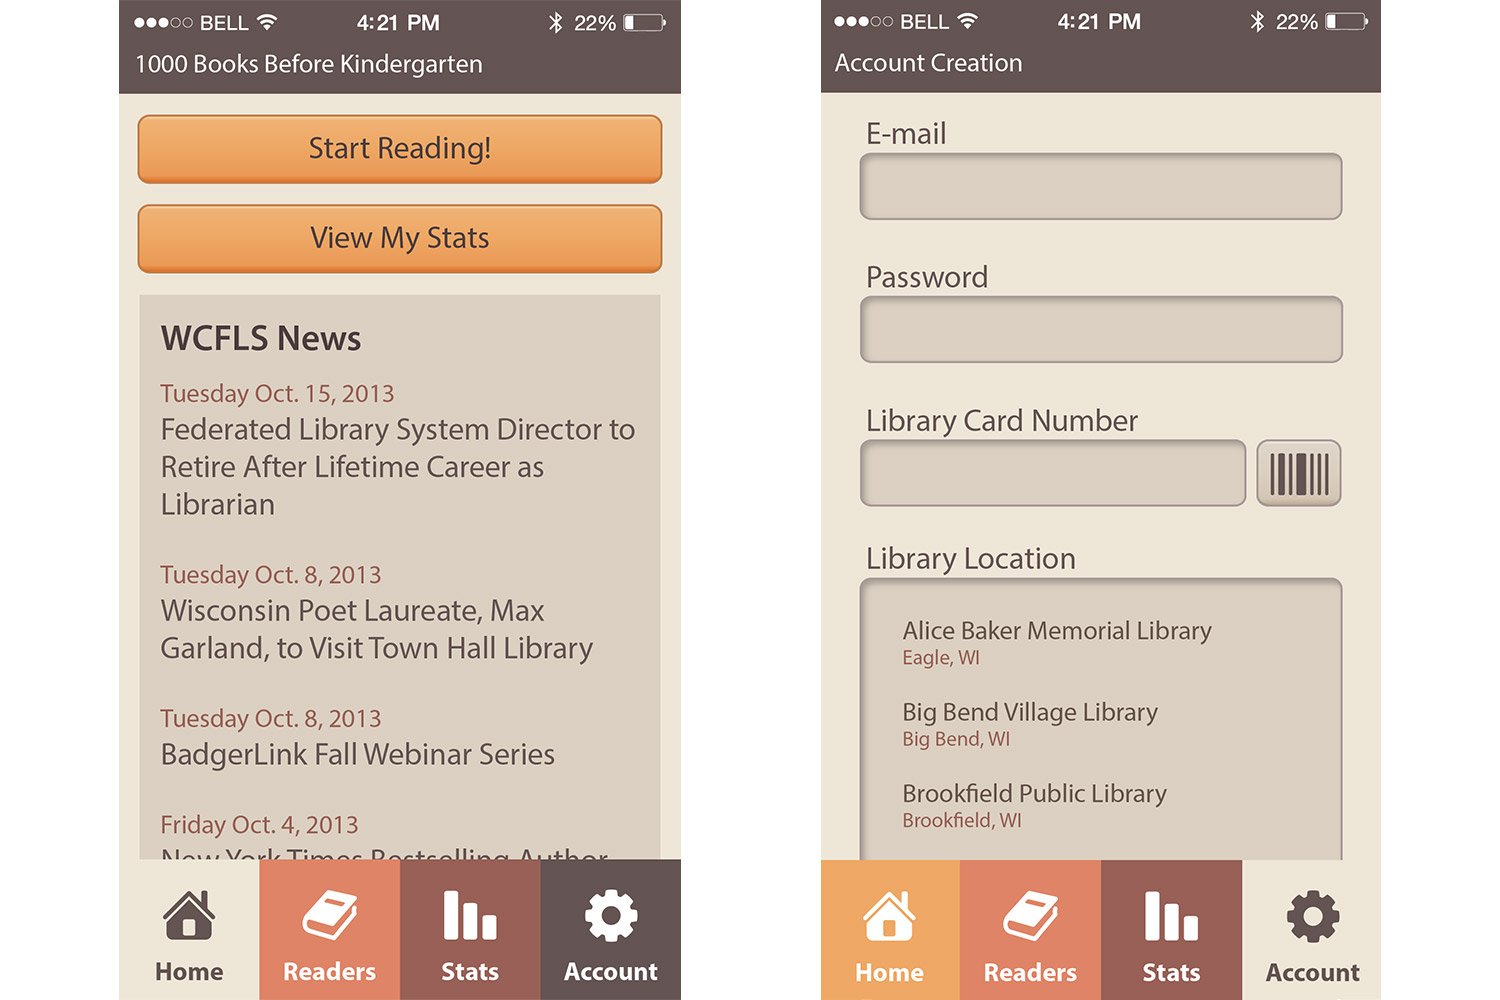 BELL 4:21 PM 22%
1000 Books Before Kindergarten
Start Reading!
View My Stats
WCFLS News
Tuesday Oct. 15, 2013
Federated Library System Director to
Retire After Lifetime Career as
Librarian
Tuesday Oct. 8, 2013
Wisconsin Poet Laureate, Max
Garland, to Visit Town Hall Library
Tuesday Oct. 8, 2013
BadgerLink Fall Webinar Series
Friday Oct. 4, 2013
New York Times Bestselling Author
Home Readers Stats Account
BELL 4:21 PM 22%
Account Creation
E-mail
Password
Library Card Number
Library Location
Alice Baker Memorial Library
Eagle, WI
Big Bend Village Library
Big Bend, WI
Brookfield Public Library
Brookfield, WI
Home Readers Stats Account